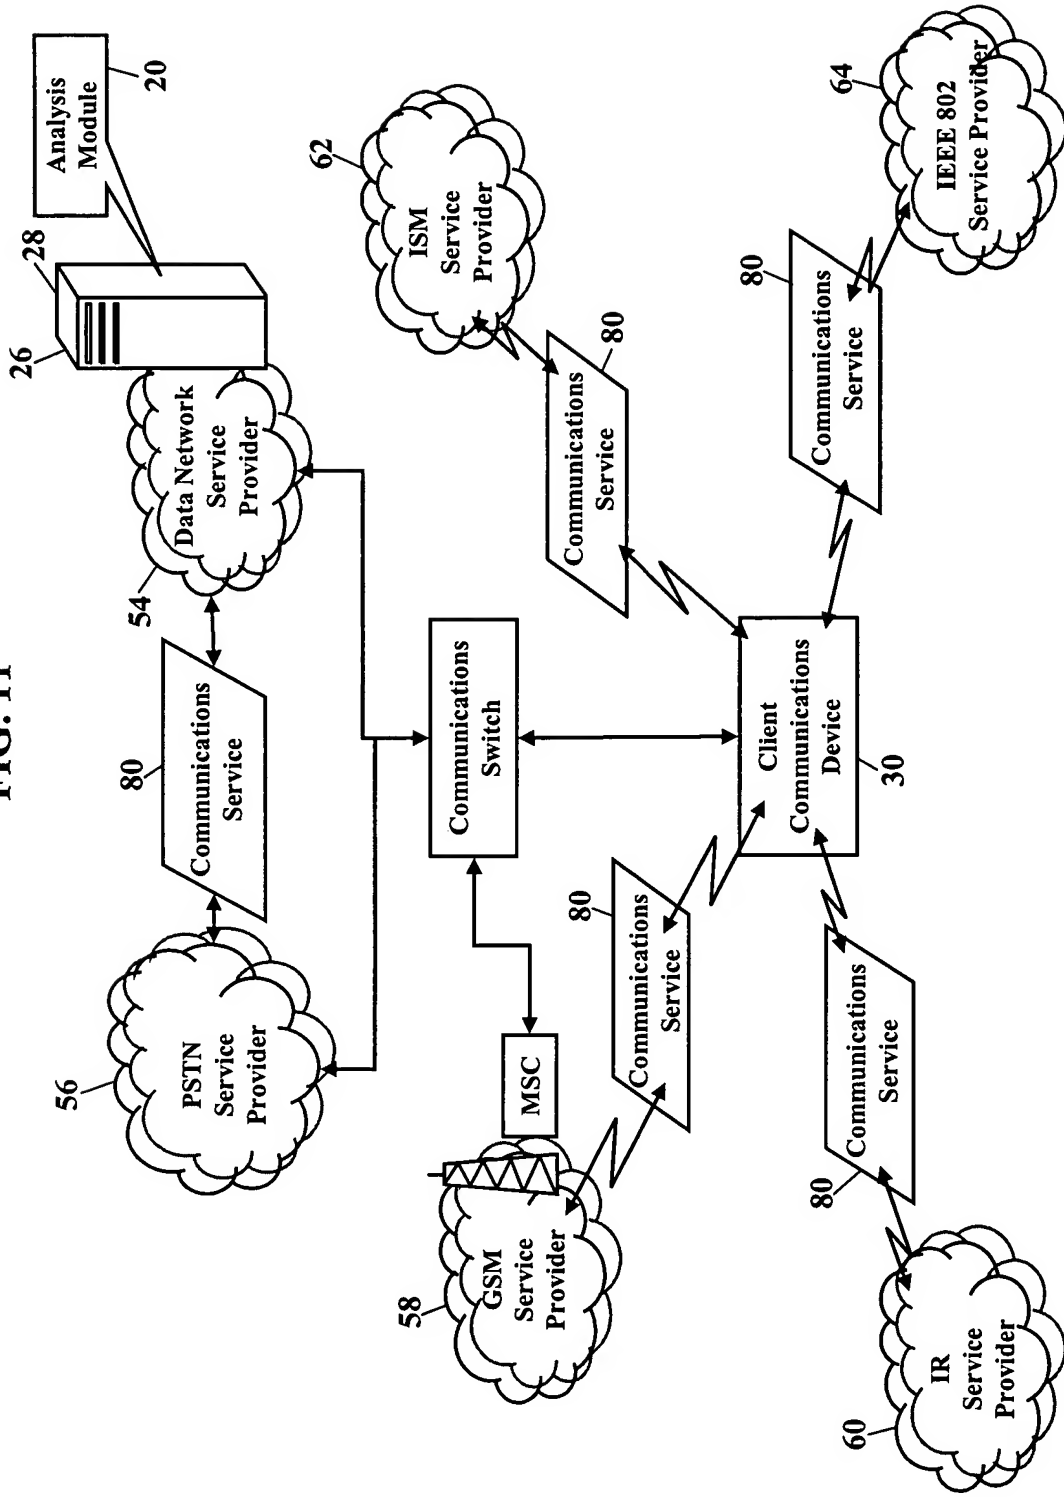 FIG. 11
Analysis
Module
20
28
26
Data Network
Service
Provider
54
Communications
Service
80
PSTN
Service
Provider
56
ISM
Service
Provider
62
Communications
Service
80
Communications
Switch
MSC
GSM
Service
Provider
58
Communications
Service
80
Client
Communications
Device
30
Communications
Service
80
IEEE 802
Service Provider
64
Communications
Service
80
IR
Service
Provider
60